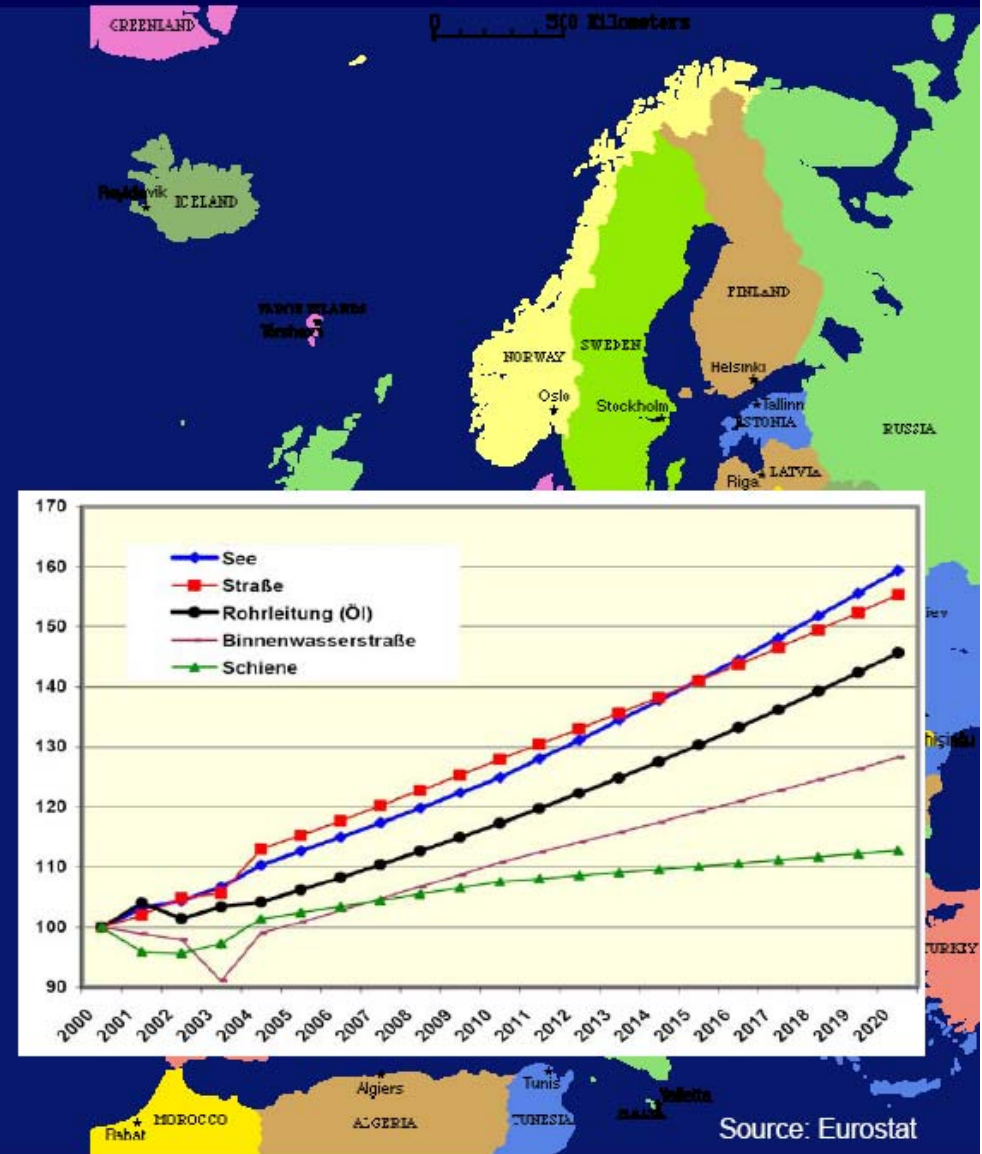 GREENLAND
0 500 Kilometers
ICELAND
FINLAND
NORWAY
SWEDEN
Helsinki
Oslo
Stockholm
Tallinn
ESTONIA
RUSSIA
Riga
LATVIA
170
160
150
140
130
120
110
100
90
See
Straße
Rohrleitung (Öl)
Binnenwasserstraße
Schiene
2000 2001 2002 2003 2004 2005 2006 2007 2008 2009 2010 2011 2012 2013 2014 2015 2016 2017 2018 2019 2020
TURKEY
Algiers
Tunis
MOROCCO
ALGERIA
TUNESIA
Rabat
Source: Eurostat